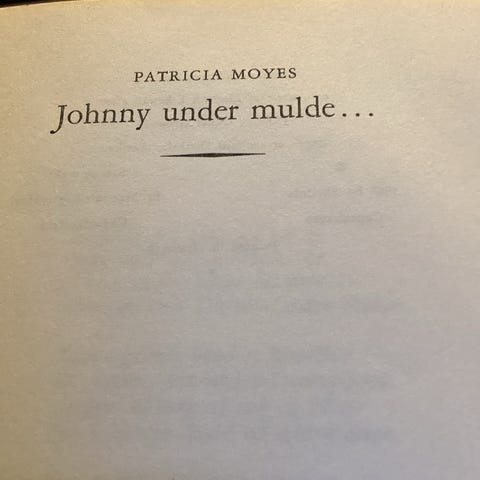 PATRICIA MOYES
Johnny under mulde...